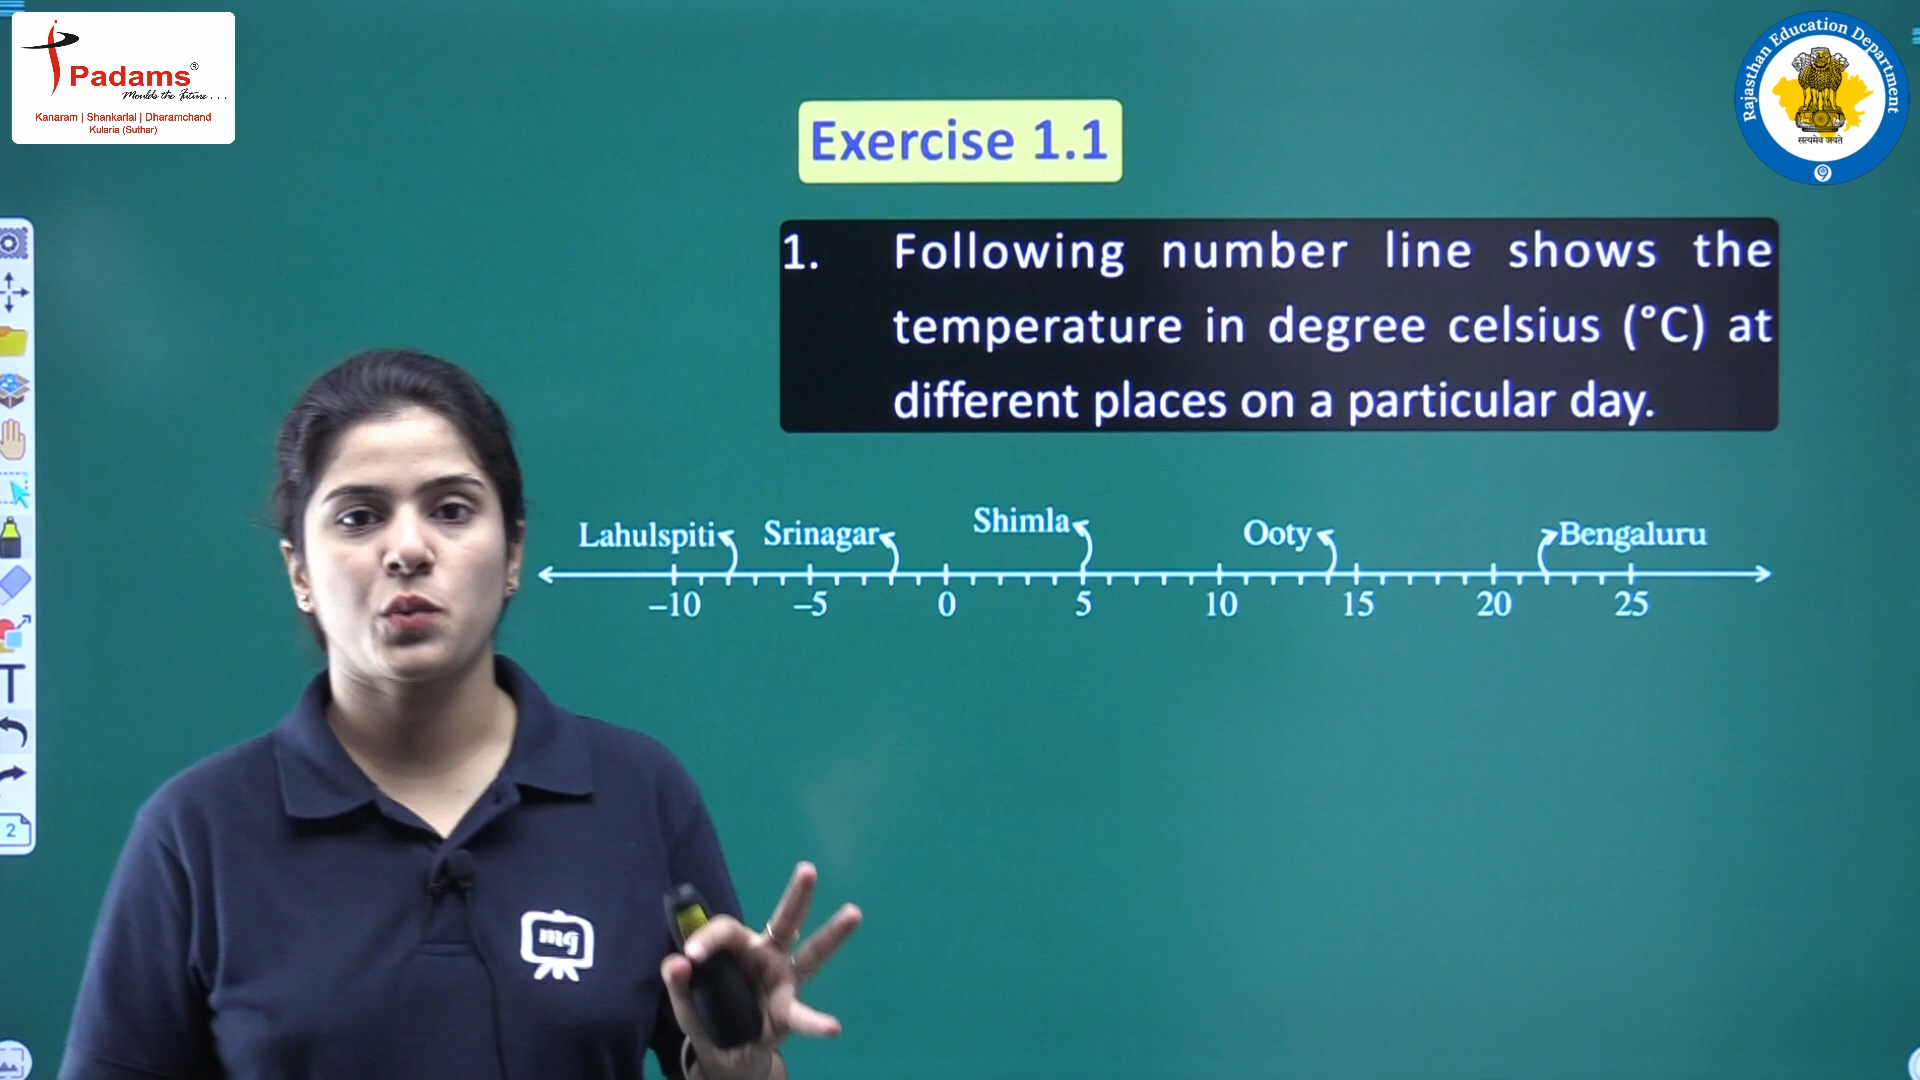 Padams®
Moulds the Future...
Kanaram | Shankarlal | Dharamchand
Kularia (Suthar)
Rajasthan Education Department
सत्यमेव जयते
Exercise 1.1
1. Following number line shows the
temperature in degree celsius (°C) at
different places on a particular day.
Lahulspiti Srinagar Shimla Ooty Bengaluru
–10 –5 0 5 10 15 20 25
T
2
mg